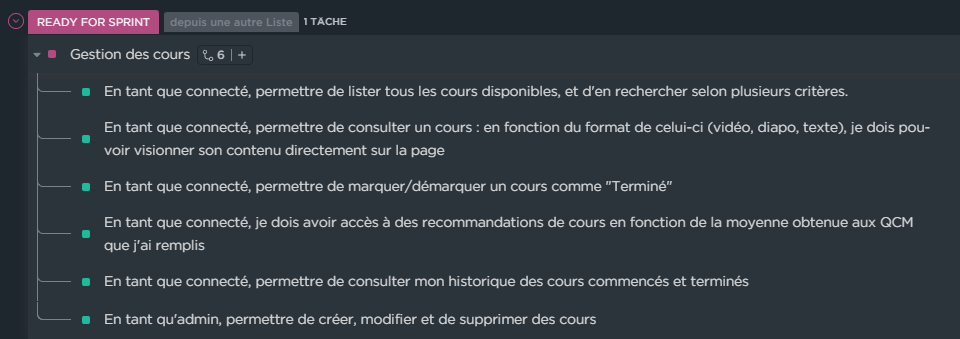 READY FOR SPRINT depuis une autre Liste 1 TÂCHE
Gestion des cours 6 | +
En tant que connecté, permettre de lister tous les cours disponibles, et d'en rechercher selon plusieurs critères.
En tant que connecté, permettre de consulter un cours : en fonction du format de celui-ci (vidéo, diapo, texte), je dois pou-
voir visionner son contenu directement sur la page
En tant que connecté, permettre de marquer/démarquer un cours comme "Terminé"
En tant que connecté, je dois avoir accès à des recommandations de cours en fonction de la moyenne obtenue aux QCM
que j'ai remplis
En tant que connecté, permettre de consulter mon historique des cours commencés et terminés
En tant qu'admin, permettre de créer, modifier et de supprimer des cours